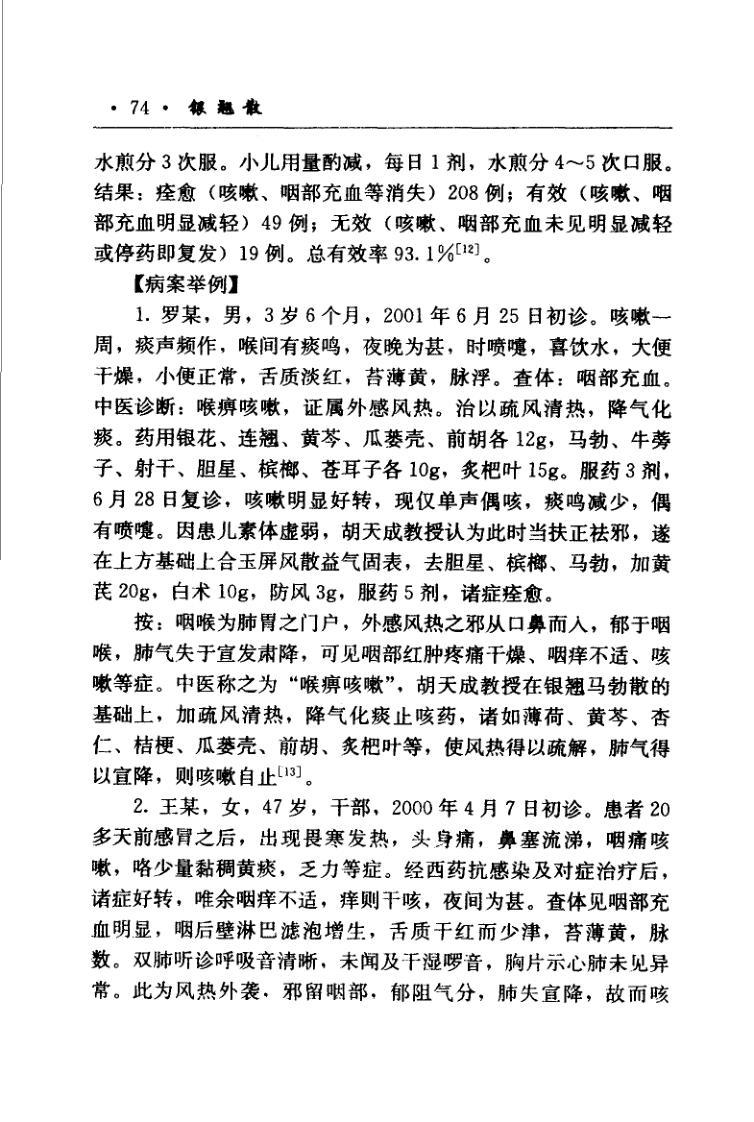 · 74 · 银翘散
水煎分 3 次服。小儿用量酌减，每日 1 剂，水煎分 4～5 次口服。
结果：痊愈（咳嗽、咽部充血等消失）208 例；有效（咳嗽、咽
部充血明显减轻）49 例；无效（咳嗽、咽部充血未见明显减轻
或停药即复发）19 例。总有效率 93.1%[12]。
【病案举例】
1. 罗某，男，3 岁 6 个月，2001 年 6 月 25 日初诊。咳嗽一
周，痰声频作，喉间有痰鸣，夜晚为甚，时喷嚏，喜饮水，大便
干燥，小便正常，舌质淡红，苔薄黄，脉浮。查体：咽部充血。
中医诊断：喉痹咳嗽，证属外感风热。治以疏风清热，降气化
痰。药用银花、连翘、黄芩、瓜蒌壳、前胡各 12g，马勃、牛蒡
子、射干、胆星、槟榔、苍耳子各 10g，炙杷叶 15g。服药 3 剂，
6 月 28 日复诊，咳嗽明显好转，现仅单声偶咳，痰鸣减少，偶
有喷嚏。因患儿素体虚弱，胡天成教授认为此时当扶正祛邪，遂
在上方基础上合玉屏风散益气固表，去胆星、槟榔、马勃，加黄
芪 20g，白术 10g，防风 3g，服药 5 剂，诸症痊愈。
按：咽喉为肺胃之门户，外感风热之邪从口鼻而入，郁于咽
喉，肺气失于宣发肃降，可见咽部红肿疼痛干燥、咽痒不适、咳
嗽等症。中医称之为“喉痹咳嗽”，胡天成教授在银翘马勃散的
基础上，加疏风清热，降气化痰止咳药，诸如薄荷、黄芩、杏
仁、桔梗、瓜蒌壳、前胡、炙杷叶等，使风热得以疏解，肺气得
以宣降，则咳嗽自止[13]。
2. 王某，女，47 岁，干部，2000 年 4 月 7 日初诊。患者 20
多天前感冒之后，出现畏寒发热，头身痛，鼻塞流涕，咽痛咳
嗽，咯少量黏稠黄痰，乏力等症。经西药抗感染及对症治疗后，
诸症好转，唯余咽痒不适，痒则干咳，夜间为甚。查体见咽部充
血明显，咽后壁淋巴滤泡增生，舌质干红而少津，苔薄黄，脉
数。双肺听诊呼吸音清晰，未闻及干湿啰音，胸片示心肺未见异
常。此为风热外袭，邪留咽部，郁阻气分，肺失宣降，故而咳